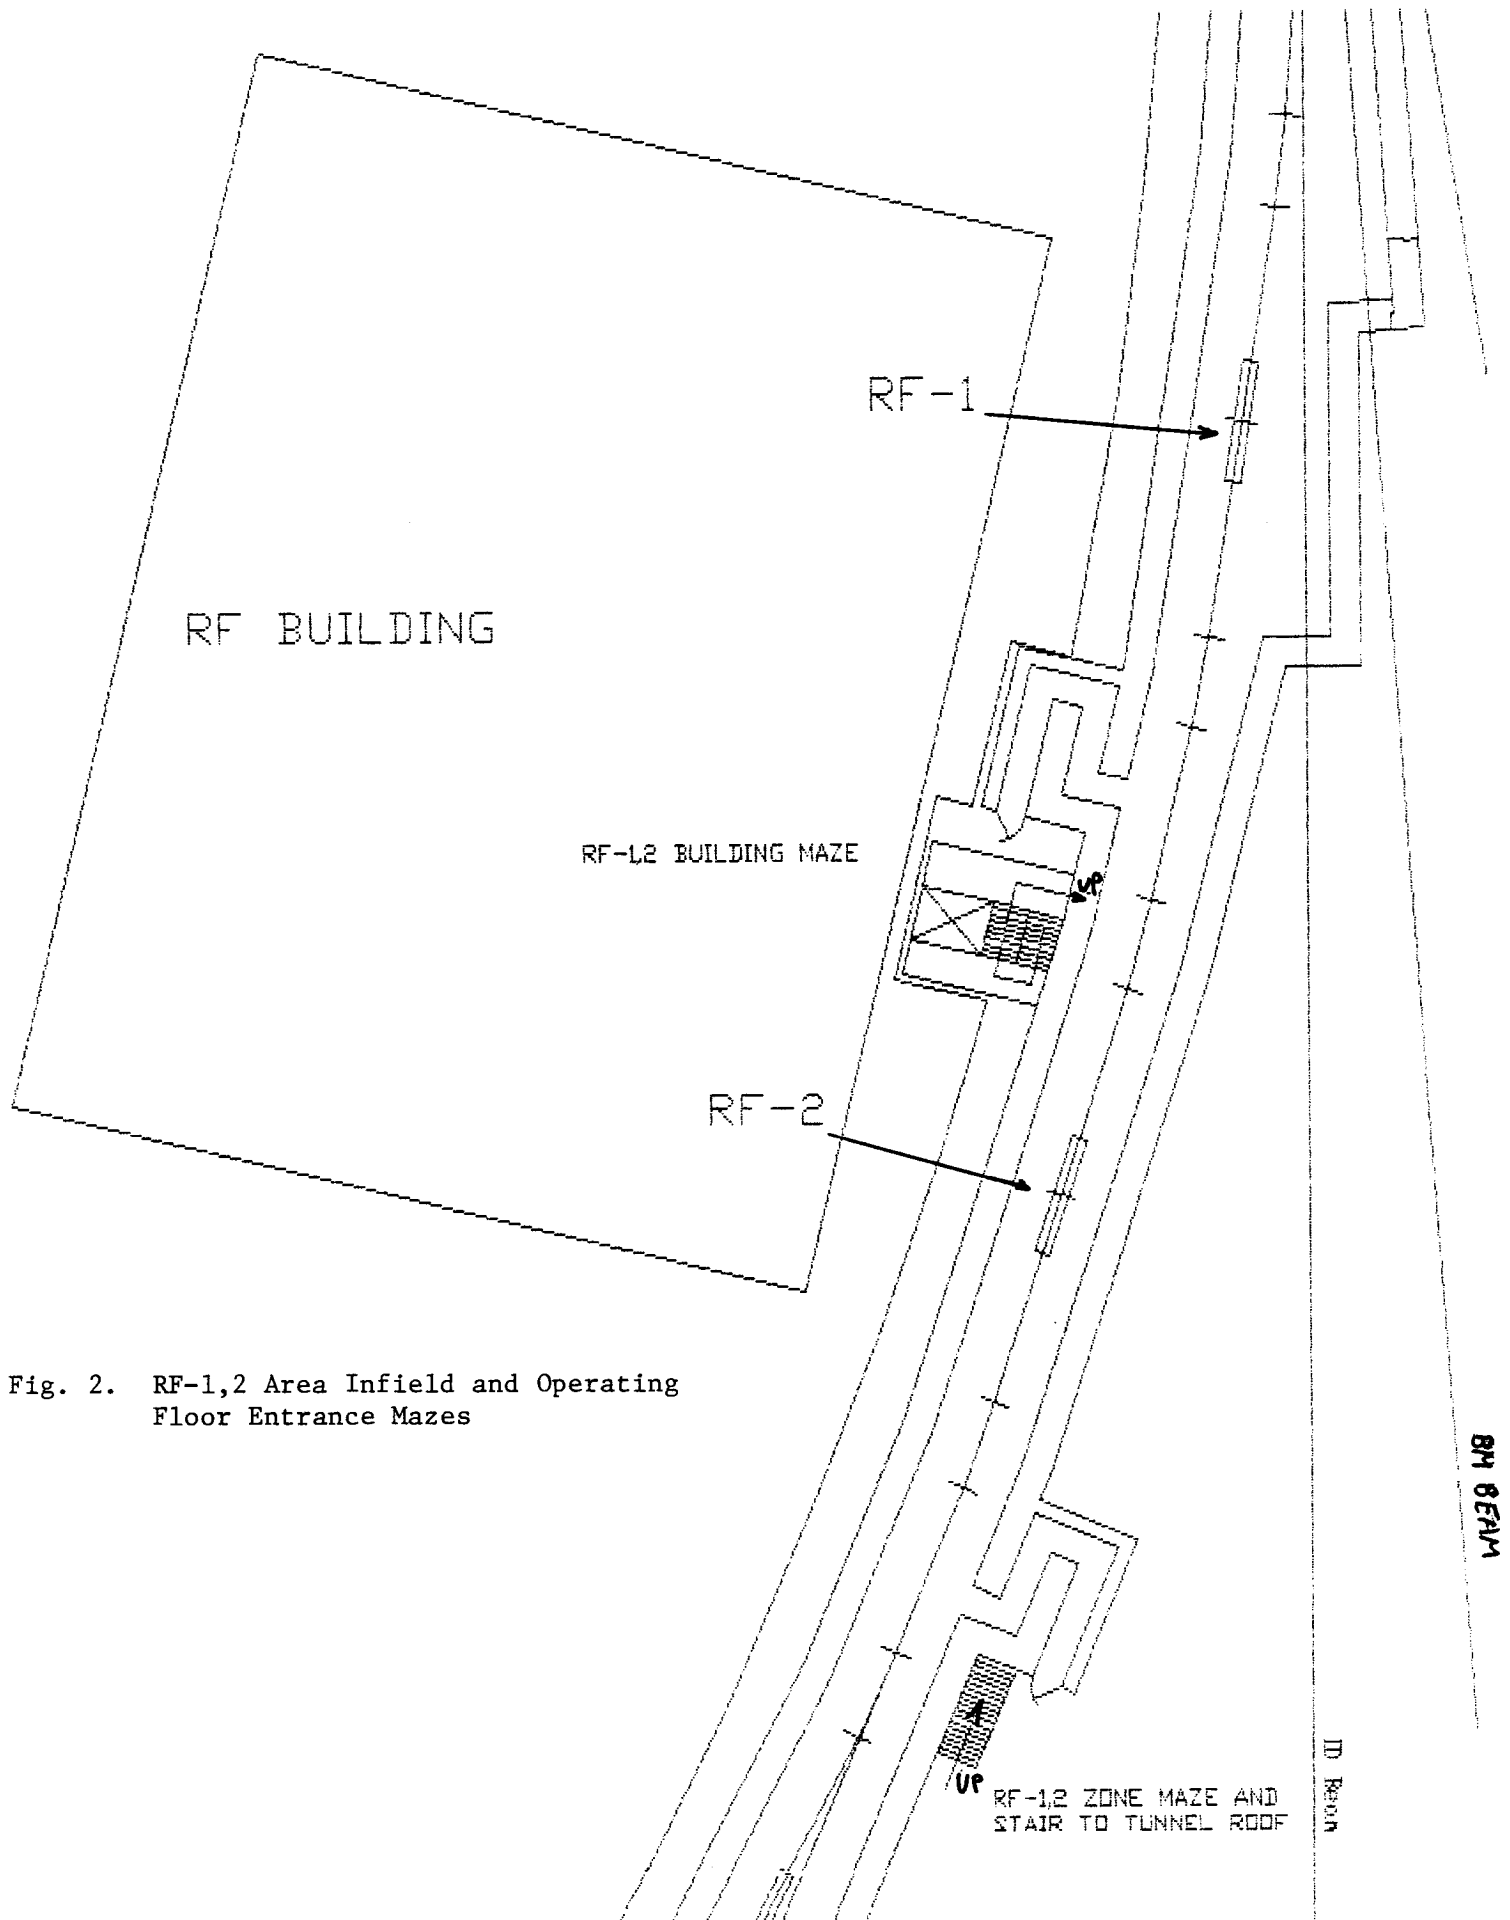 RF-1
RF BUILDING
RF-1,2 BUILDING MAZE
UP
RF-2
Fig. 2. RF-1,2 Area Infield and Operating
Floor Entrance Mazes
BM BEAM
ID Beam
UP
RF-1,2 ZONE MAZE AND
STAIR TO TUNNEL ROOF